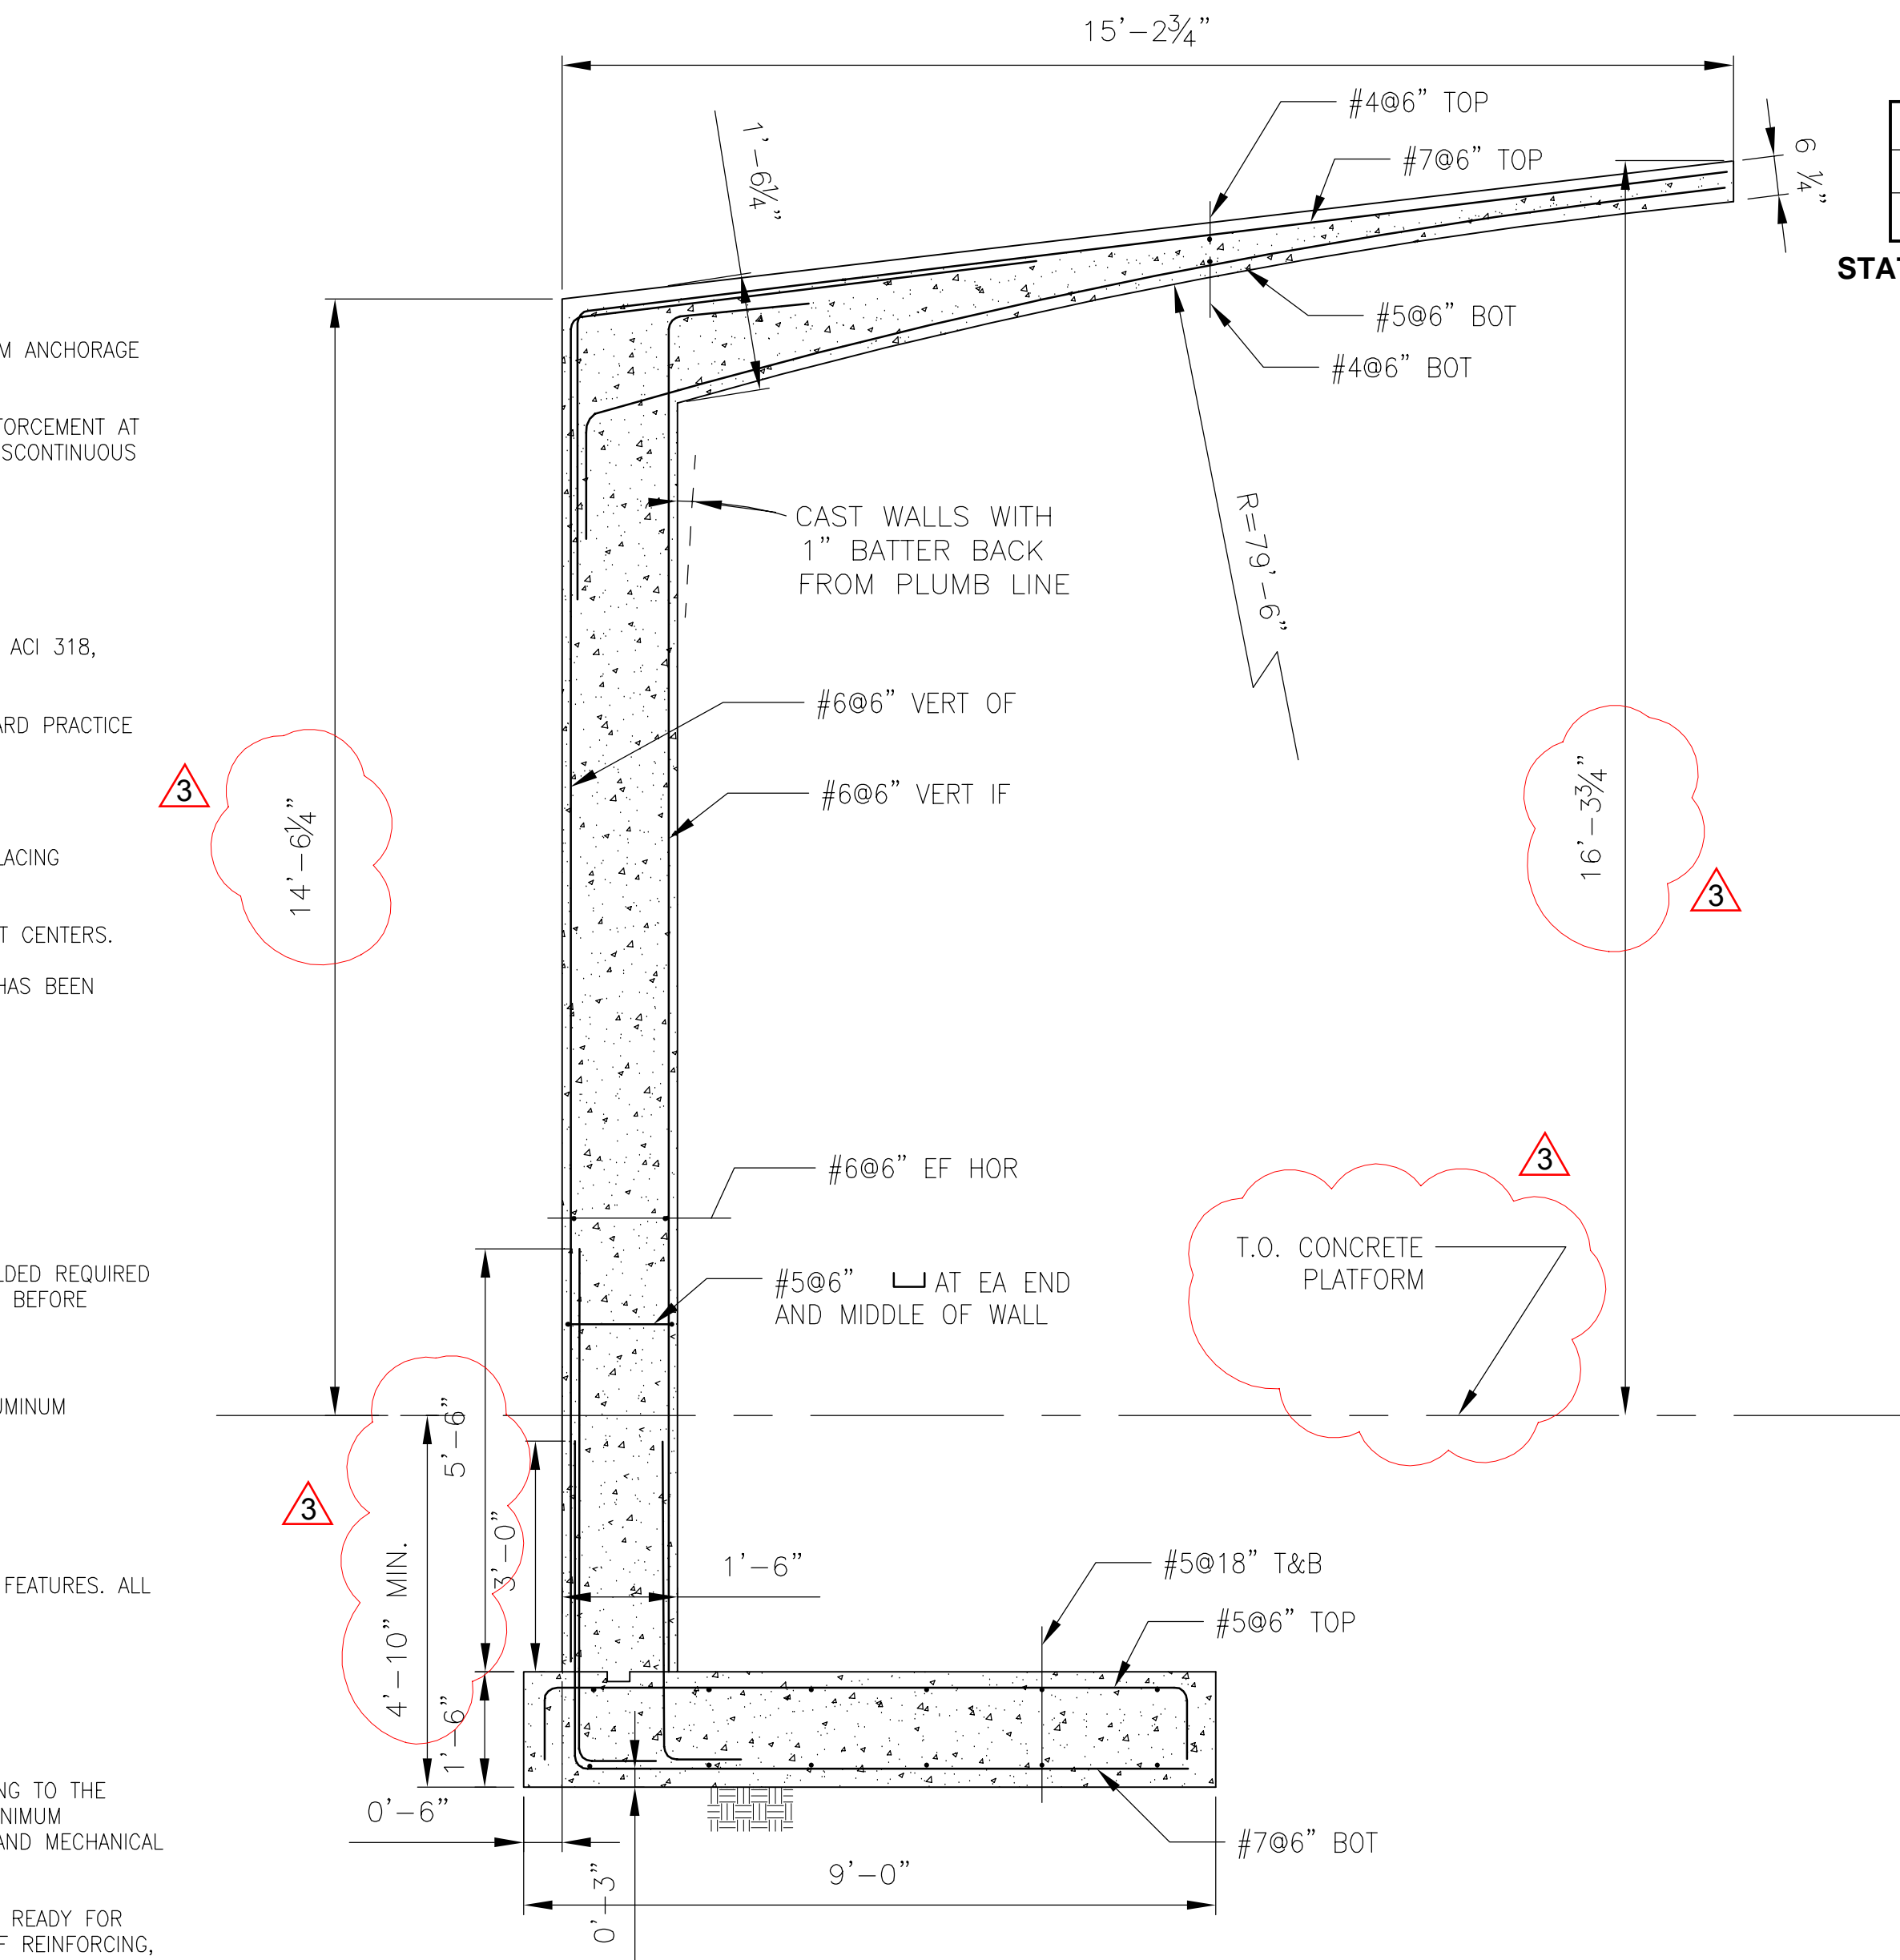 15'-2¾"
#4@6" TOP
#7@6" TOP
1'-6¼"
6 ¼"
STAT
#5@6" BOT
#4@6" BOT
M ANCHORAGE
FORCEMENT AT
SCONTINUOUS
CAST WALLS WITH
1" BATTER BACK
FROM PLUMB LINE
R=79'-6"
ACI 318,
#6@6" VERT OF
ARD PRACTICE
3
14'-6¼"
#6@6" VERT IF
16'-3¾"
3
LACING
T CENTERS.
HAS BEEN
3
#6@6" EF HOR
T.O. CONCRETE
PLATFORM
LDED REQUIRED
BEFORE
#5@6" AT EA END
AND MIDDLE OF WALL
UMINUM
5'-6"
3
3'-0"
4'-10" MIN.
1'-6"
#5@18" T&B
FEATURES. ALL
#5@6" TOP
1'-6"
NG TO THE
NIMUM
AND MECHANICAL
0'-6"
#7@6" BOT
9'-0"
0'-3"
READY FOR
F REINFORCING,